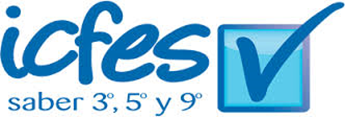 icfes
saber 3º, 5º y 9º